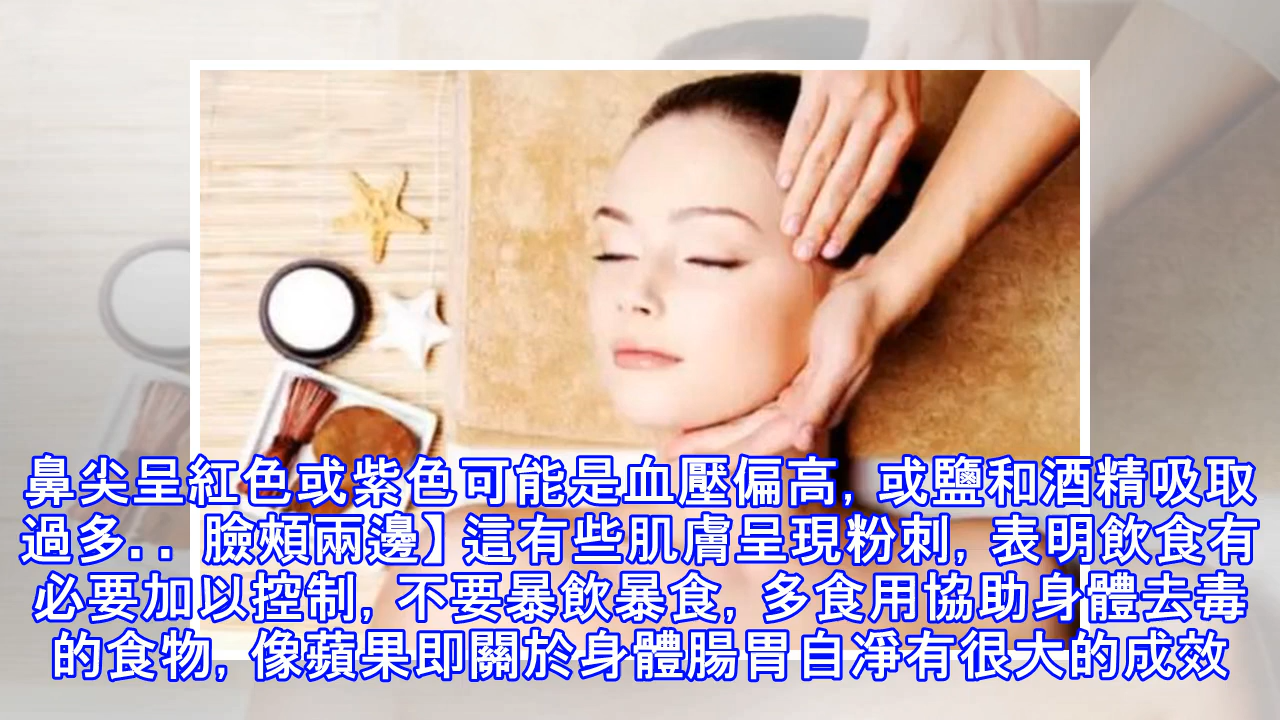 鼻尖呈紅色或紫色可能是血壓偏高, 或鹽和酒精吸取
過多.. 臉頰兩邊】這有些肌膚呈現粉刺, 表明飲食有
必要加以控制, 不要暴飲暴食, 多食用協助身體去毒
的食物, 像蘋果即關於身體腸胃自凈有很大的成效